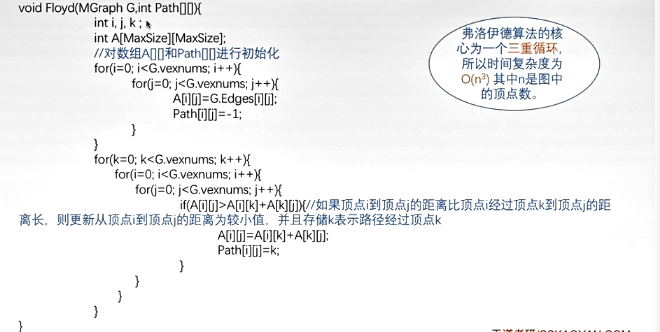 void Floyd(MGraph G,int Path[][]){
int i, j, k ;
int A[MaxSize][MaxSize];
//对数组A[][]和Path[][]进行初始化
for(i=0; i<G.vexnums; i++){
for(j=0; j<G.vexnums; j++){
A[i][j]=G.Edges[i][j];
Path[i][j]=-1;
}
}
for(k=0; k<G.vexnums; k++){
for(i=0; i<G.vexnums; i++){
for(j=0; j<G.vexnums; j++){
if(A[i][j]>A[i][k]+A[k][j]){//如果顶点i到顶点j的距离比顶点i经过顶点k到顶点j的距
离长，则更新从顶点i到顶点j的距离为较小值，并且存储k表示路径经过顶点k
A[i][j]=A[i][k]+A[k][j];
Path[i][j]=k;
}
}
}
}
}
弗洛伊德算法的核
心为一个三重循环，
所以时间复杂度为
O(n³) 其中n是图中
的顶点数。